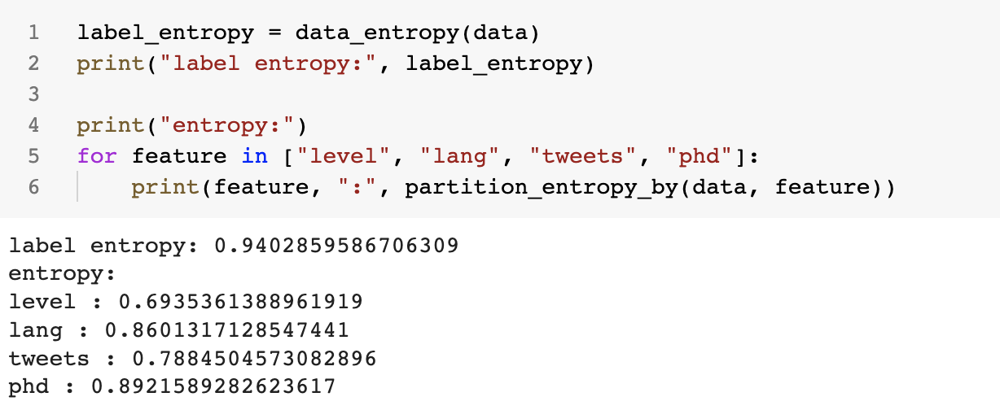 1 label_entropy = data_entropy(data)
2 print("label entropy:", label_entropy)
3
4 print("entropy:")
5 for feature in ["level", "lang", "tweets", "phd"]:
6     print(feature, ":", partition_entropy_by(data, feature))
label entropy: 0.9402859586706309
entropy:
level : 0.6935361388961919
lang : 0.8601317128547441
tweets : 0.7884504573082896
phd : 0.8921589282623617